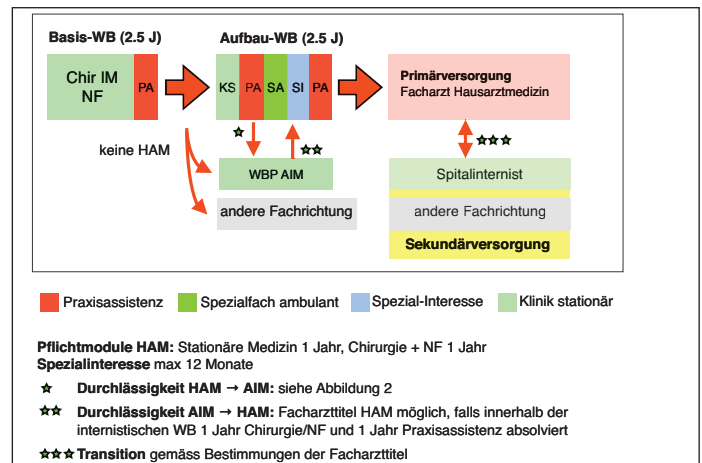 Basis-WB (2.5 J)
Aufbau-WB (2.5 J)
Chir IM
NF
PA
KS
PA
SA
SI
PA
Primärversorgung
Facharzt Hausarztmedizin
keine HAM
WBP AIM
andere Fachrichtung
Spitalinternist
andere Fachrichtung
Sekundärversorgung
Praxisassistenz
Spezialfach ambulant
Spezial-Interesse
Klinik stationär
Pflichtmodule HAM: Stationäre Medizin 1 Jahr, Chirurgie + NF 1 Jahr
Spezialinteresse max 12 Monate
Durchlässigkeit HAM → AIM: siehe Abbildung 2
Durchlässigkeit AIM → HAM: Facharzttitel HAM möglich, falls innerhalb der
internistischen WB 1 Jahr Chirurgie/NF und 1 Jahr Praxisassistenz absolviert
Transition gemäss Bestimmungen der Facharzttitel